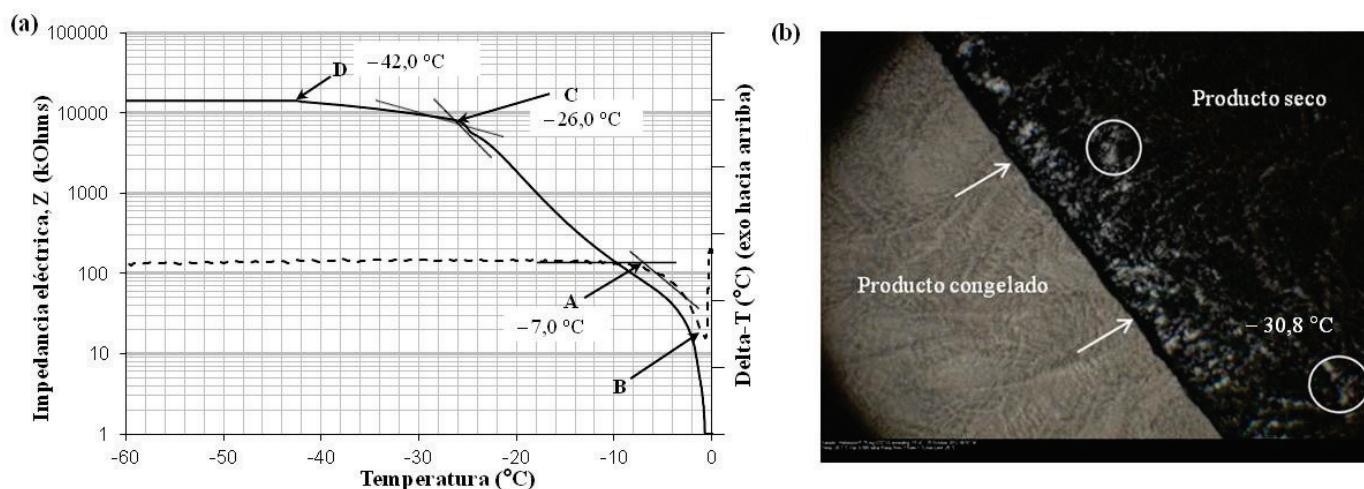 (a)
100000
10000
1000
100
10
1
Impedancia eléctrica, Z (kOhms)
D
−42,0 °C
C
−26,0 °C
A
−7,0 °C
B
-60
-50
-40
-30
-20
-10
0
Temperatura (°C)
Delta-T (°C) (exo hacia arriba)
(b)
Producto seco
Producto congelado
− 30,8 °C